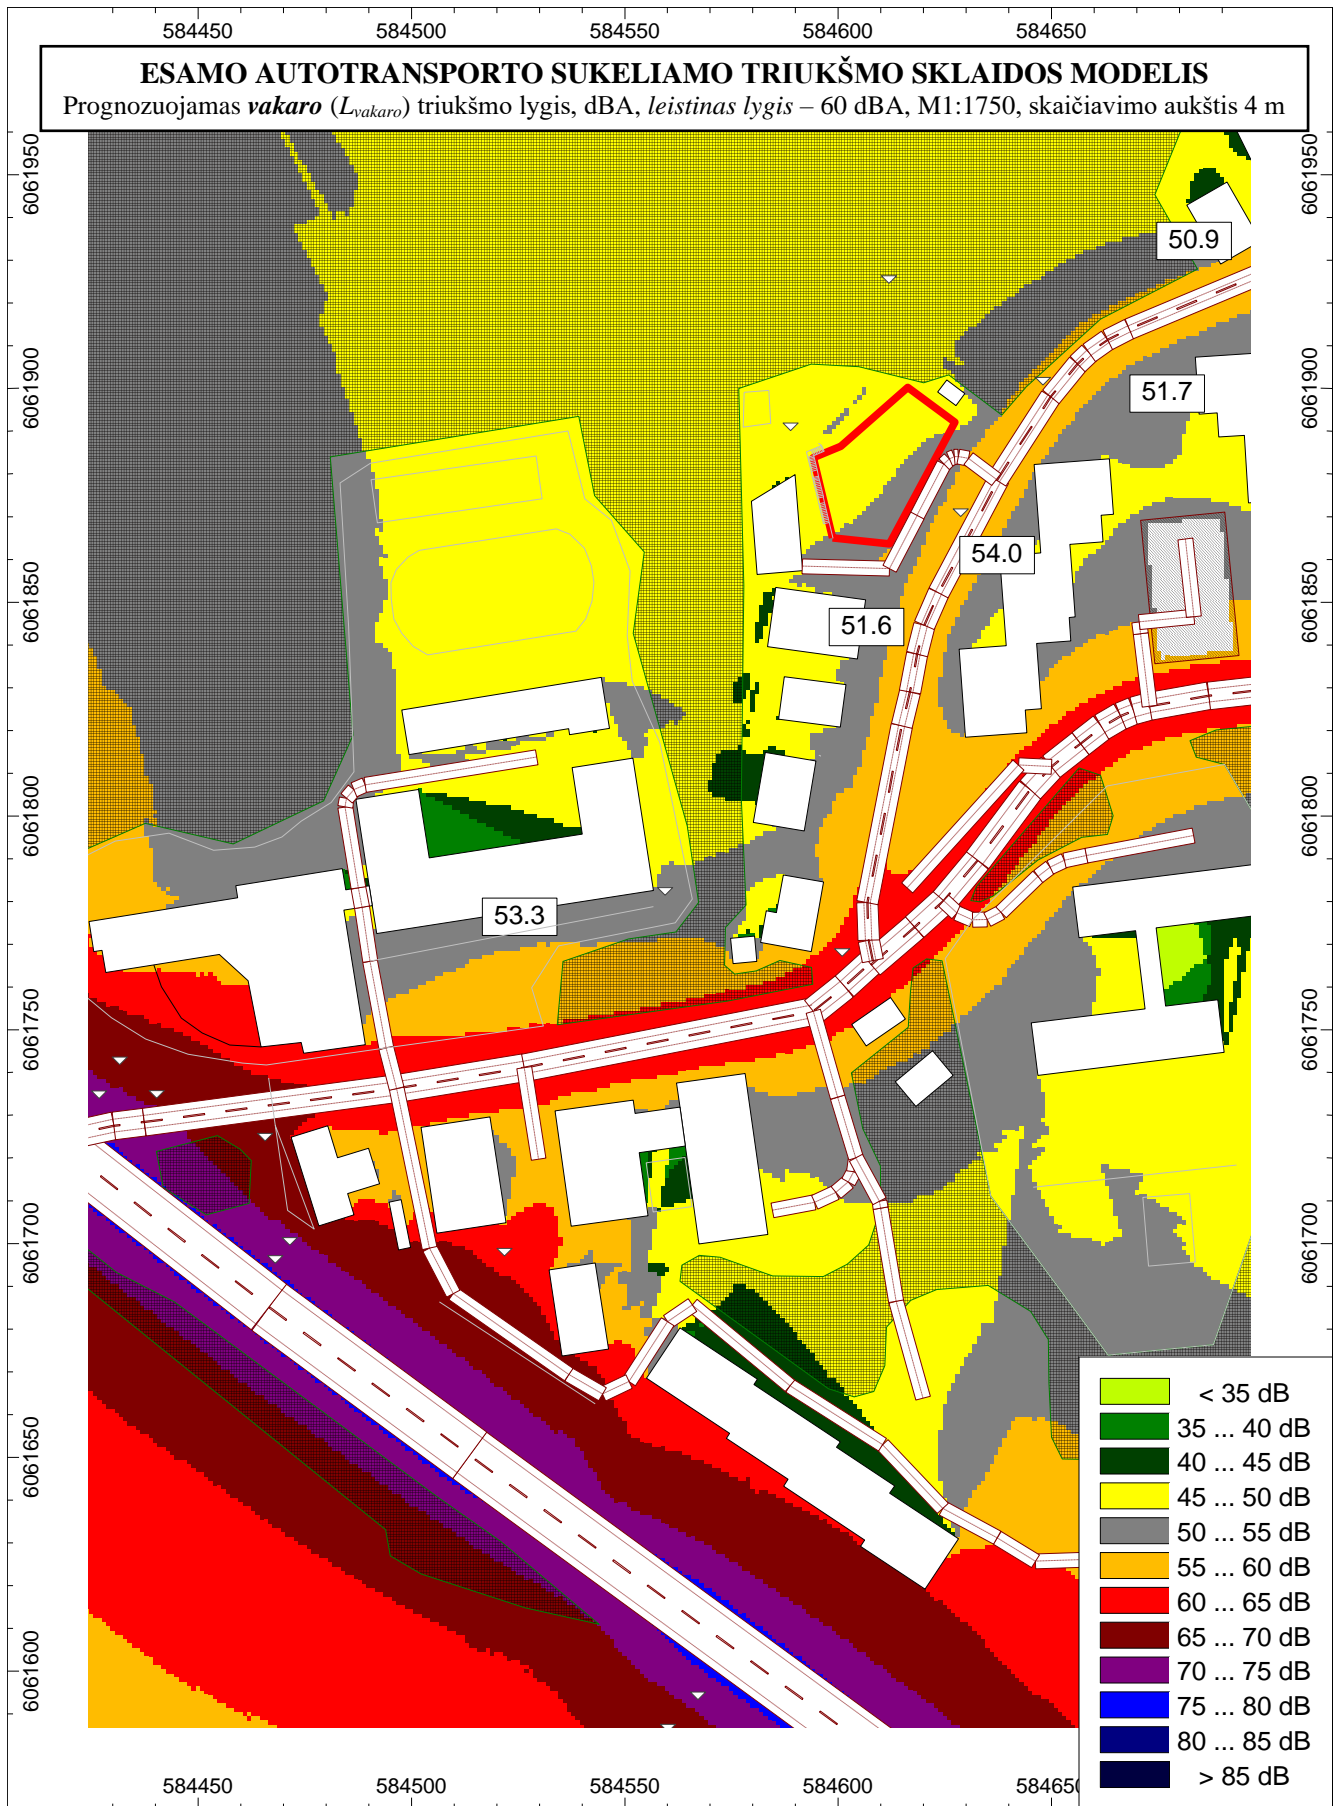 584450 584500 584550 584600 584650
ESAMO AUTOTRANSPORTO SUKELIAMO TRIUKŠMO SKLAIDOS MODELIS
Prognozuojamas vakaro (Lvakaro) triukšmo lygis, dBA, leistinas lygis – 60 dBA, M1:1750, skaičiavimo aukštis 4 m
6061950 6061950
50.9
6061900 51.7 6061900
54.0
6061850 6061850
51.6
6061800 6061800
53.3
6061750 6061750
6061700 6061700
6061650
6061600
< 35 dB
35 ... 40 dB
40 ... 45 dB
45 ... 50 dB
50 ... 55 dB
55 ... 60 dB
60 ... 65 dB
65 ... 70 dB
70 ... 75 dB
75 ... 80 dB
80 ... 85 dB
> 85 dB
584450 584500 584550 584600